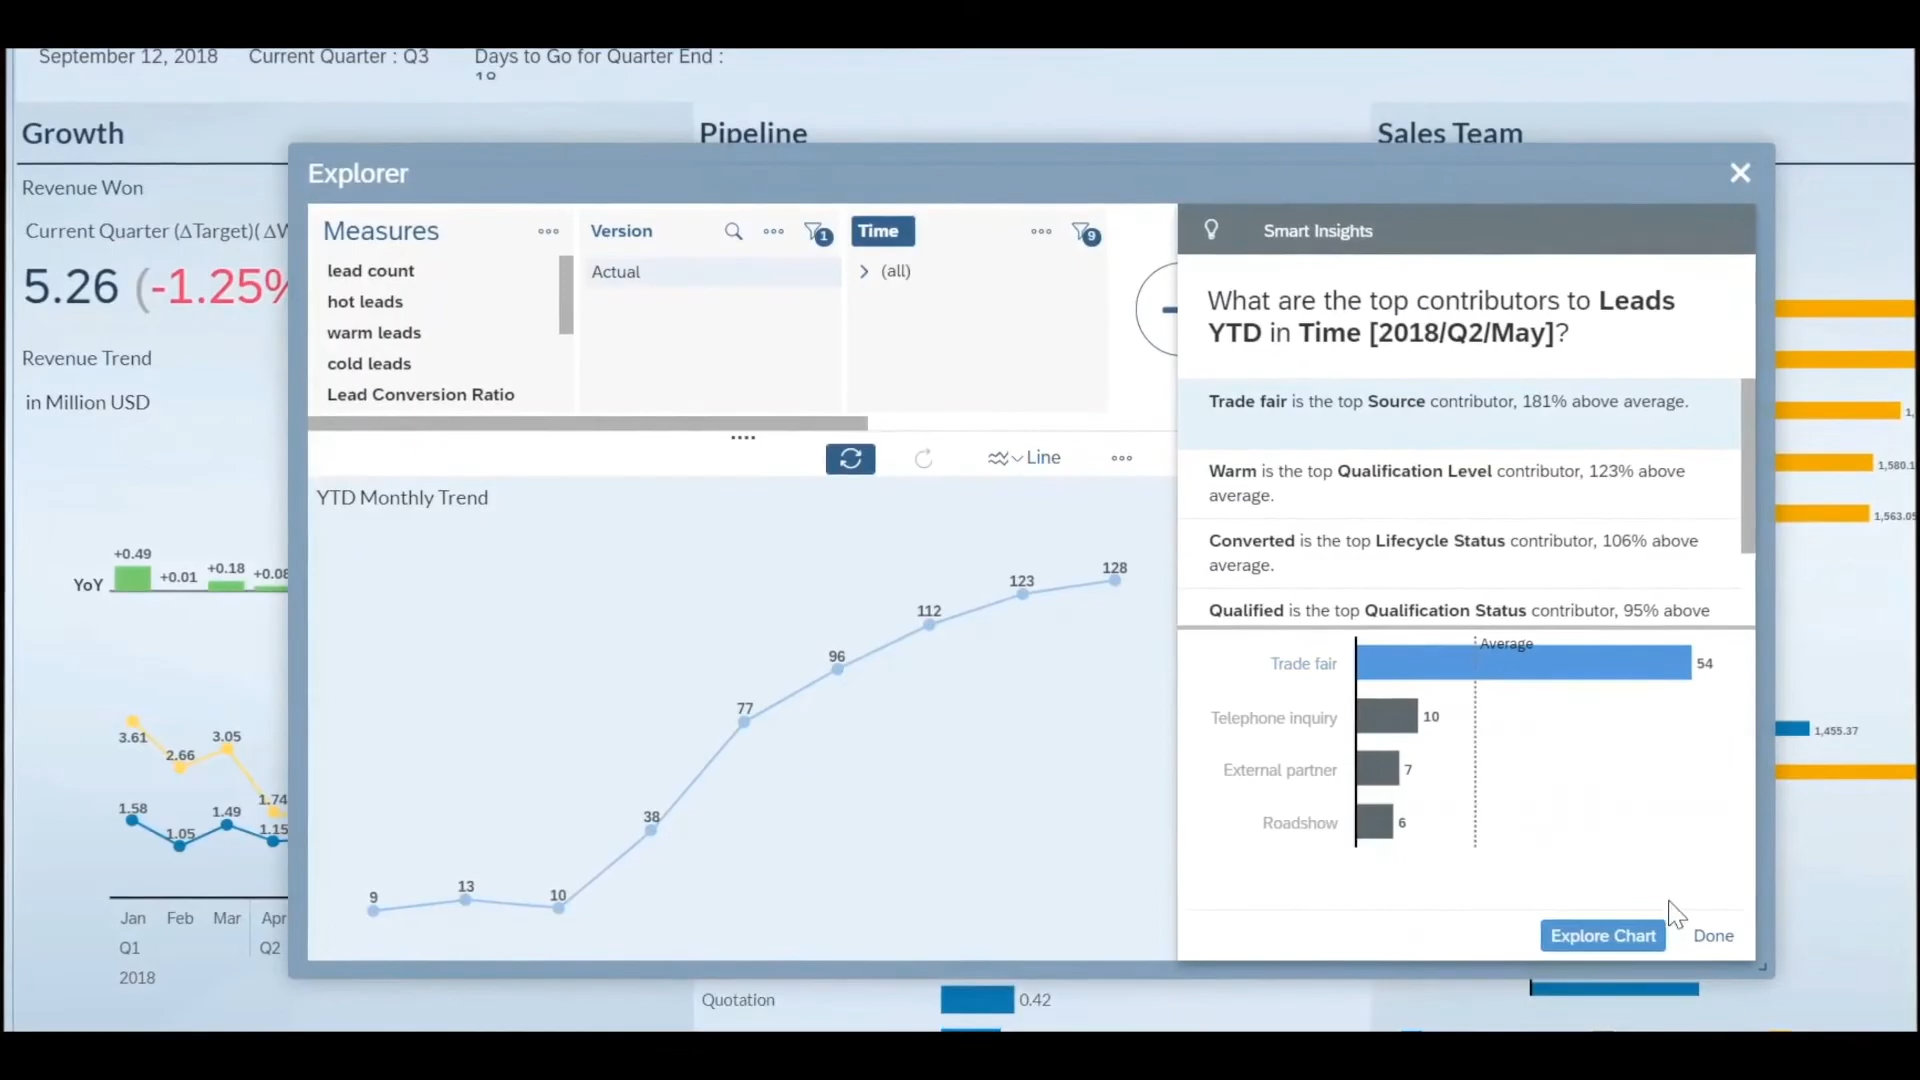 September 12, 2018 Current Quarter : Q3 Days to Go for Quarter End :
Growth
Pipeline
Sales Team
Revenue Won
Current Quarter (ΔTarget)( ΔW
5.26 (-1.25%
Revenue Trend
in Million USD
YoY
+0.49 +0.01 +0.18 +0.08
3.61 2.66 3.05 1.74
1.58 1.05 1.49 1.15
Jan Feb Mar Apr
Q1 Q2
2018
Explorer
Measures
lead count
hot leads
warm leads
cold leads
Lead Conversion Ratio
Version
1
Actual
Time
9
(all)
Line
YTD Monthly Trend
9 13 10 38 77 96 112 123 128
Smart Insights
What are the top contributors to Leads
YTD in Time [2018/Q2/May]?
Trade fair is the top Source contributor, 181% above average.
Warm is the top Qualification Level contributor, 123% above
average.
Converted is the top Lifecycle Status contributor, 106% above
average.
Qualified is the top Qualification Status contributor, 95% above
Average
Trade fair 54
Telephone inquiry 10
External partner 7
Roadshow 6
Explore Chart Done
1,
1,580.1
1,563.05
1,455.37
Quotation 0.42